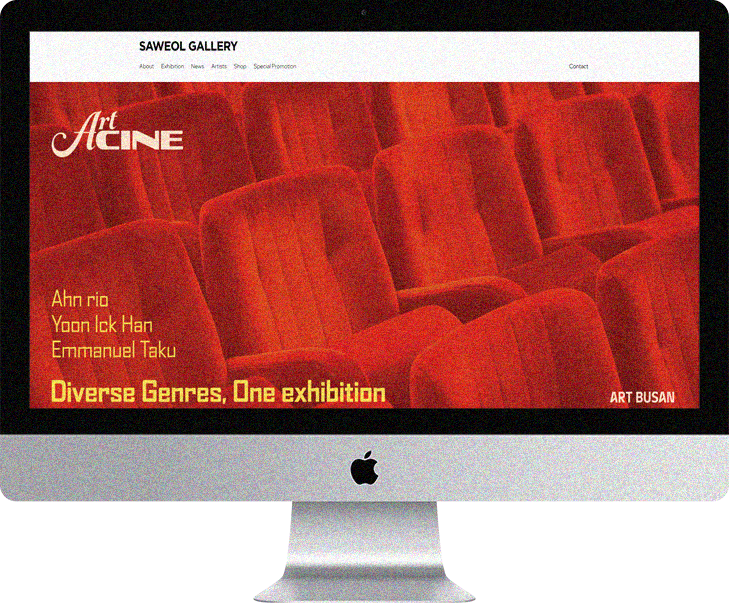 SAWEOL GALLERY
About Exhibition News Artists Shop Special Promotion Contact
Art
CINE
Ahn rio
Yoon Ick Han
Emmanuel Taku
Diverse Genres, One exhibition
ART BUSAN